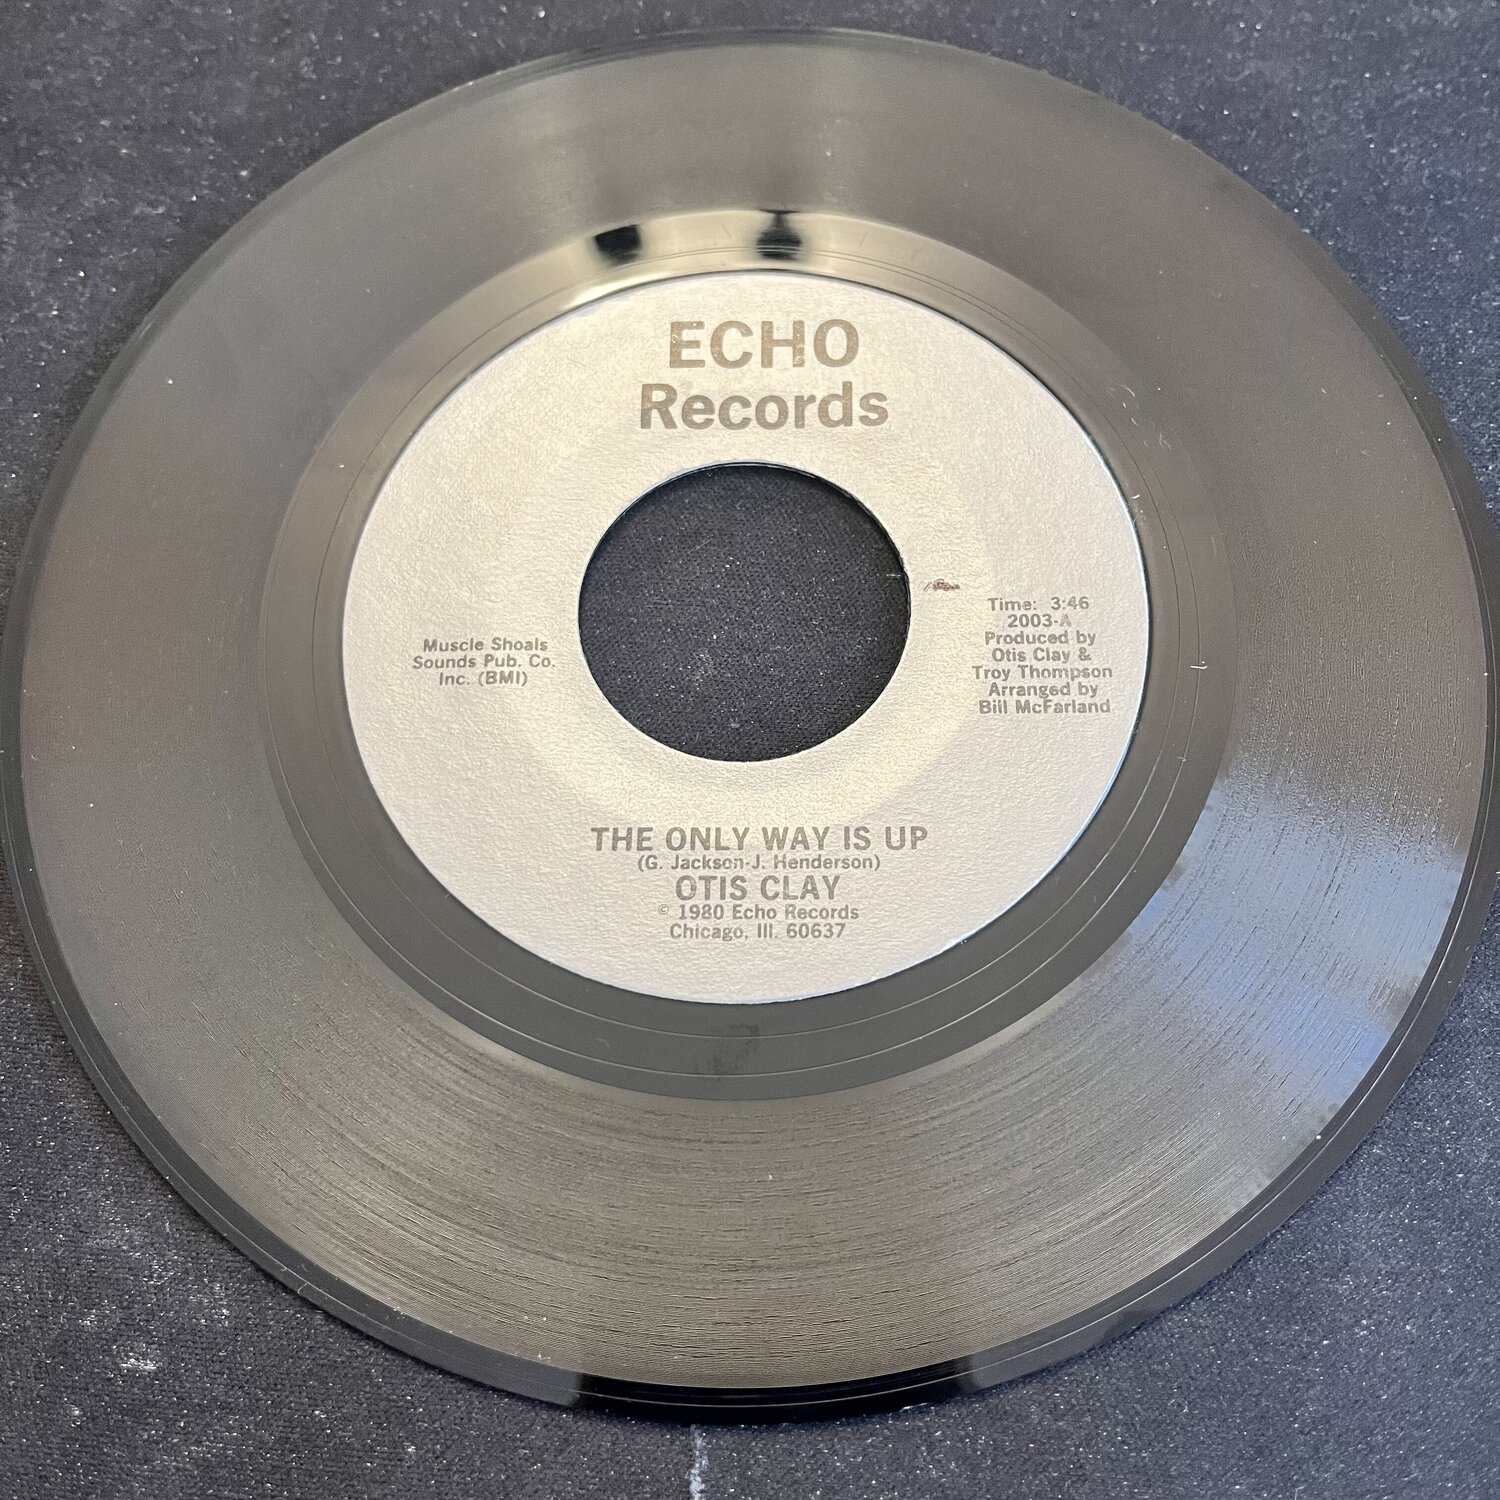 ECHO
Records
Muscle Shoals
Sounds Pub. Co.
Inc. (BMI)
Time: 3:46
2003-A
Produced by
Otis Clay &
Troy Thompson
Arranged by
Bill McFarland
THE ONLY WAY IS UP
(G. Jackson-J. Henderson)
OTIS CLAY
© 1980 Echo Records
Chicago, Ill. 60637